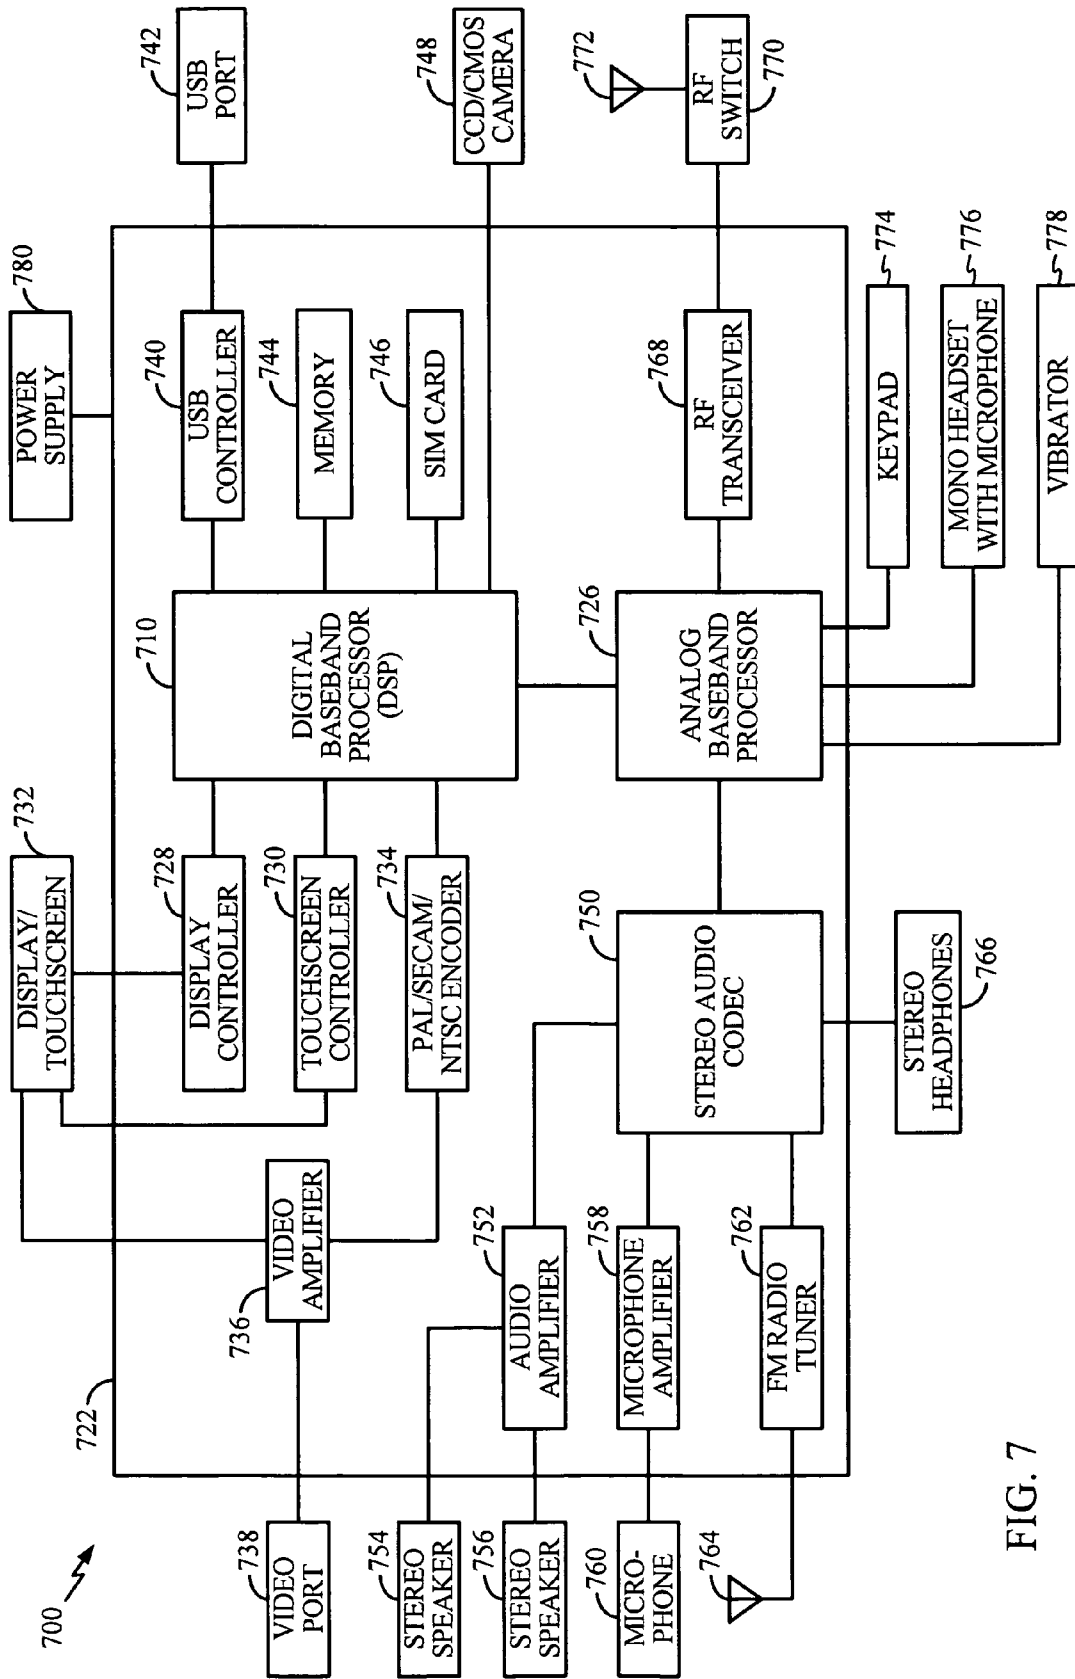 700
722
POWER
SUPPLY
780
DISPLAY/
TOUCHSCREEN
732
VIDEO
PORT
738
VIDEO
AMPLIFIER
736
DISPLAY
CONTROLLER
728
TOUCHSCREEN
CONTROLLER
730
PAL/SECAM/
NTSC ENCODER
734
DIGITAL
BASEBAND
PROCESSOR
(DSP)
710
USB
CONTROLLER
740
USB
PORT
742
MEMORY
744
SIM CARD
746
CCD/CMOS
CAMERA
748
STEREO
SPEAKER
754
STEREO
SPEAKER
756
AUDIO
AMPLIFIER
752
MICRO-
PHONE
760
MICROPHONE
AMPLIFIER
758
764
FM RADIO
TUNER
762
STEREO AUDIO
CODEC
750
ANALOG
BASEBAND
PROCESSOR
726
RF
TRANSCEIVER
768
RF
SWITCH
770
772
STEREO
HEADPHONES
766
KEYPAD
774
MONO HEADSET
WITH MICROPHONE
776
VIBRATOR
778
FIG. 7